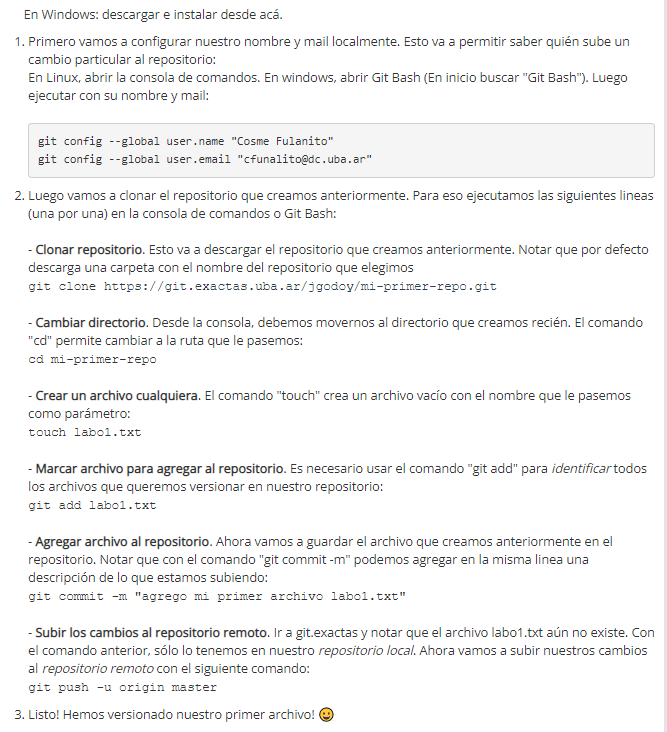 En Windows: descargar e instalar desde acá.
1. Primero vamos a configurar nuestro nombre y mail localmente. Esto va a permitir saber quién sube un
cambio particular al repositorio:
En Linux, abrir la consola de comandos. En windows, abrir Git Bash (En inicio buscar "Git Bash"). Luego
ejecutar con su nombre y mail:
git config --global user.name "Cosme Fulanito"
git config --global user.email "cfunalito@dc.uba.ar"
2. Luego vamos a clonar el repositorio que creamos anteriormente. Para eso ejecutamos las siguientes lineas
(una por una) en la consola de comandos o Git Bash:
- Clonar repositorio. Esto va a descargar el repositorio que creamos anteriormente. Notar que por defecto
descarga una carpeta con el nombre del repositorio que elegimos
git clone https://git.exactas.uba.ar/jgodoy/mi-primer-repo.git
- Cambiar directorio. Desde la consola, debemos movernos al directorio que creamos recién. El comando
"cd" permite cambiar a la ruta que le pasemos:
cd mi-primer-repo
- Crear un archivo cualquiera. El comando "touch" crea un archivo vacío con el nombre que le pasemos
como parámetro:
touch labo1.txt
- Marcar archivo para agregar al repositorio. Es necesario usar el comando "git add" para identificar todos
los archivos que queremos versionar en nuestro repositorio:
git add labo1.txt
- Agregar archivo al repositorio. Ahora vamos a guardar el archivo que creamos anteriormente en el
repositorio. Notar que con el comando "git commit -m" podemos agregar en la misma linea una
descripción de lo que estamos subiendo:
git commit -m "agrego mi primer archivo labo1.txt"
- Subir los cambios al repositorio remoto. Ir a git.exactas y notar que el archivo labo1.txt aún no existe. Con
el comando anterior, sólo lo tenemos en nuestro repositorio local. Ahora vamos a subir nuestros cambios
al repositorio remoto con el siguiente comando:
git push -u origin master
3. Listo! Hemos versionado nuestro primer archivo! 😀